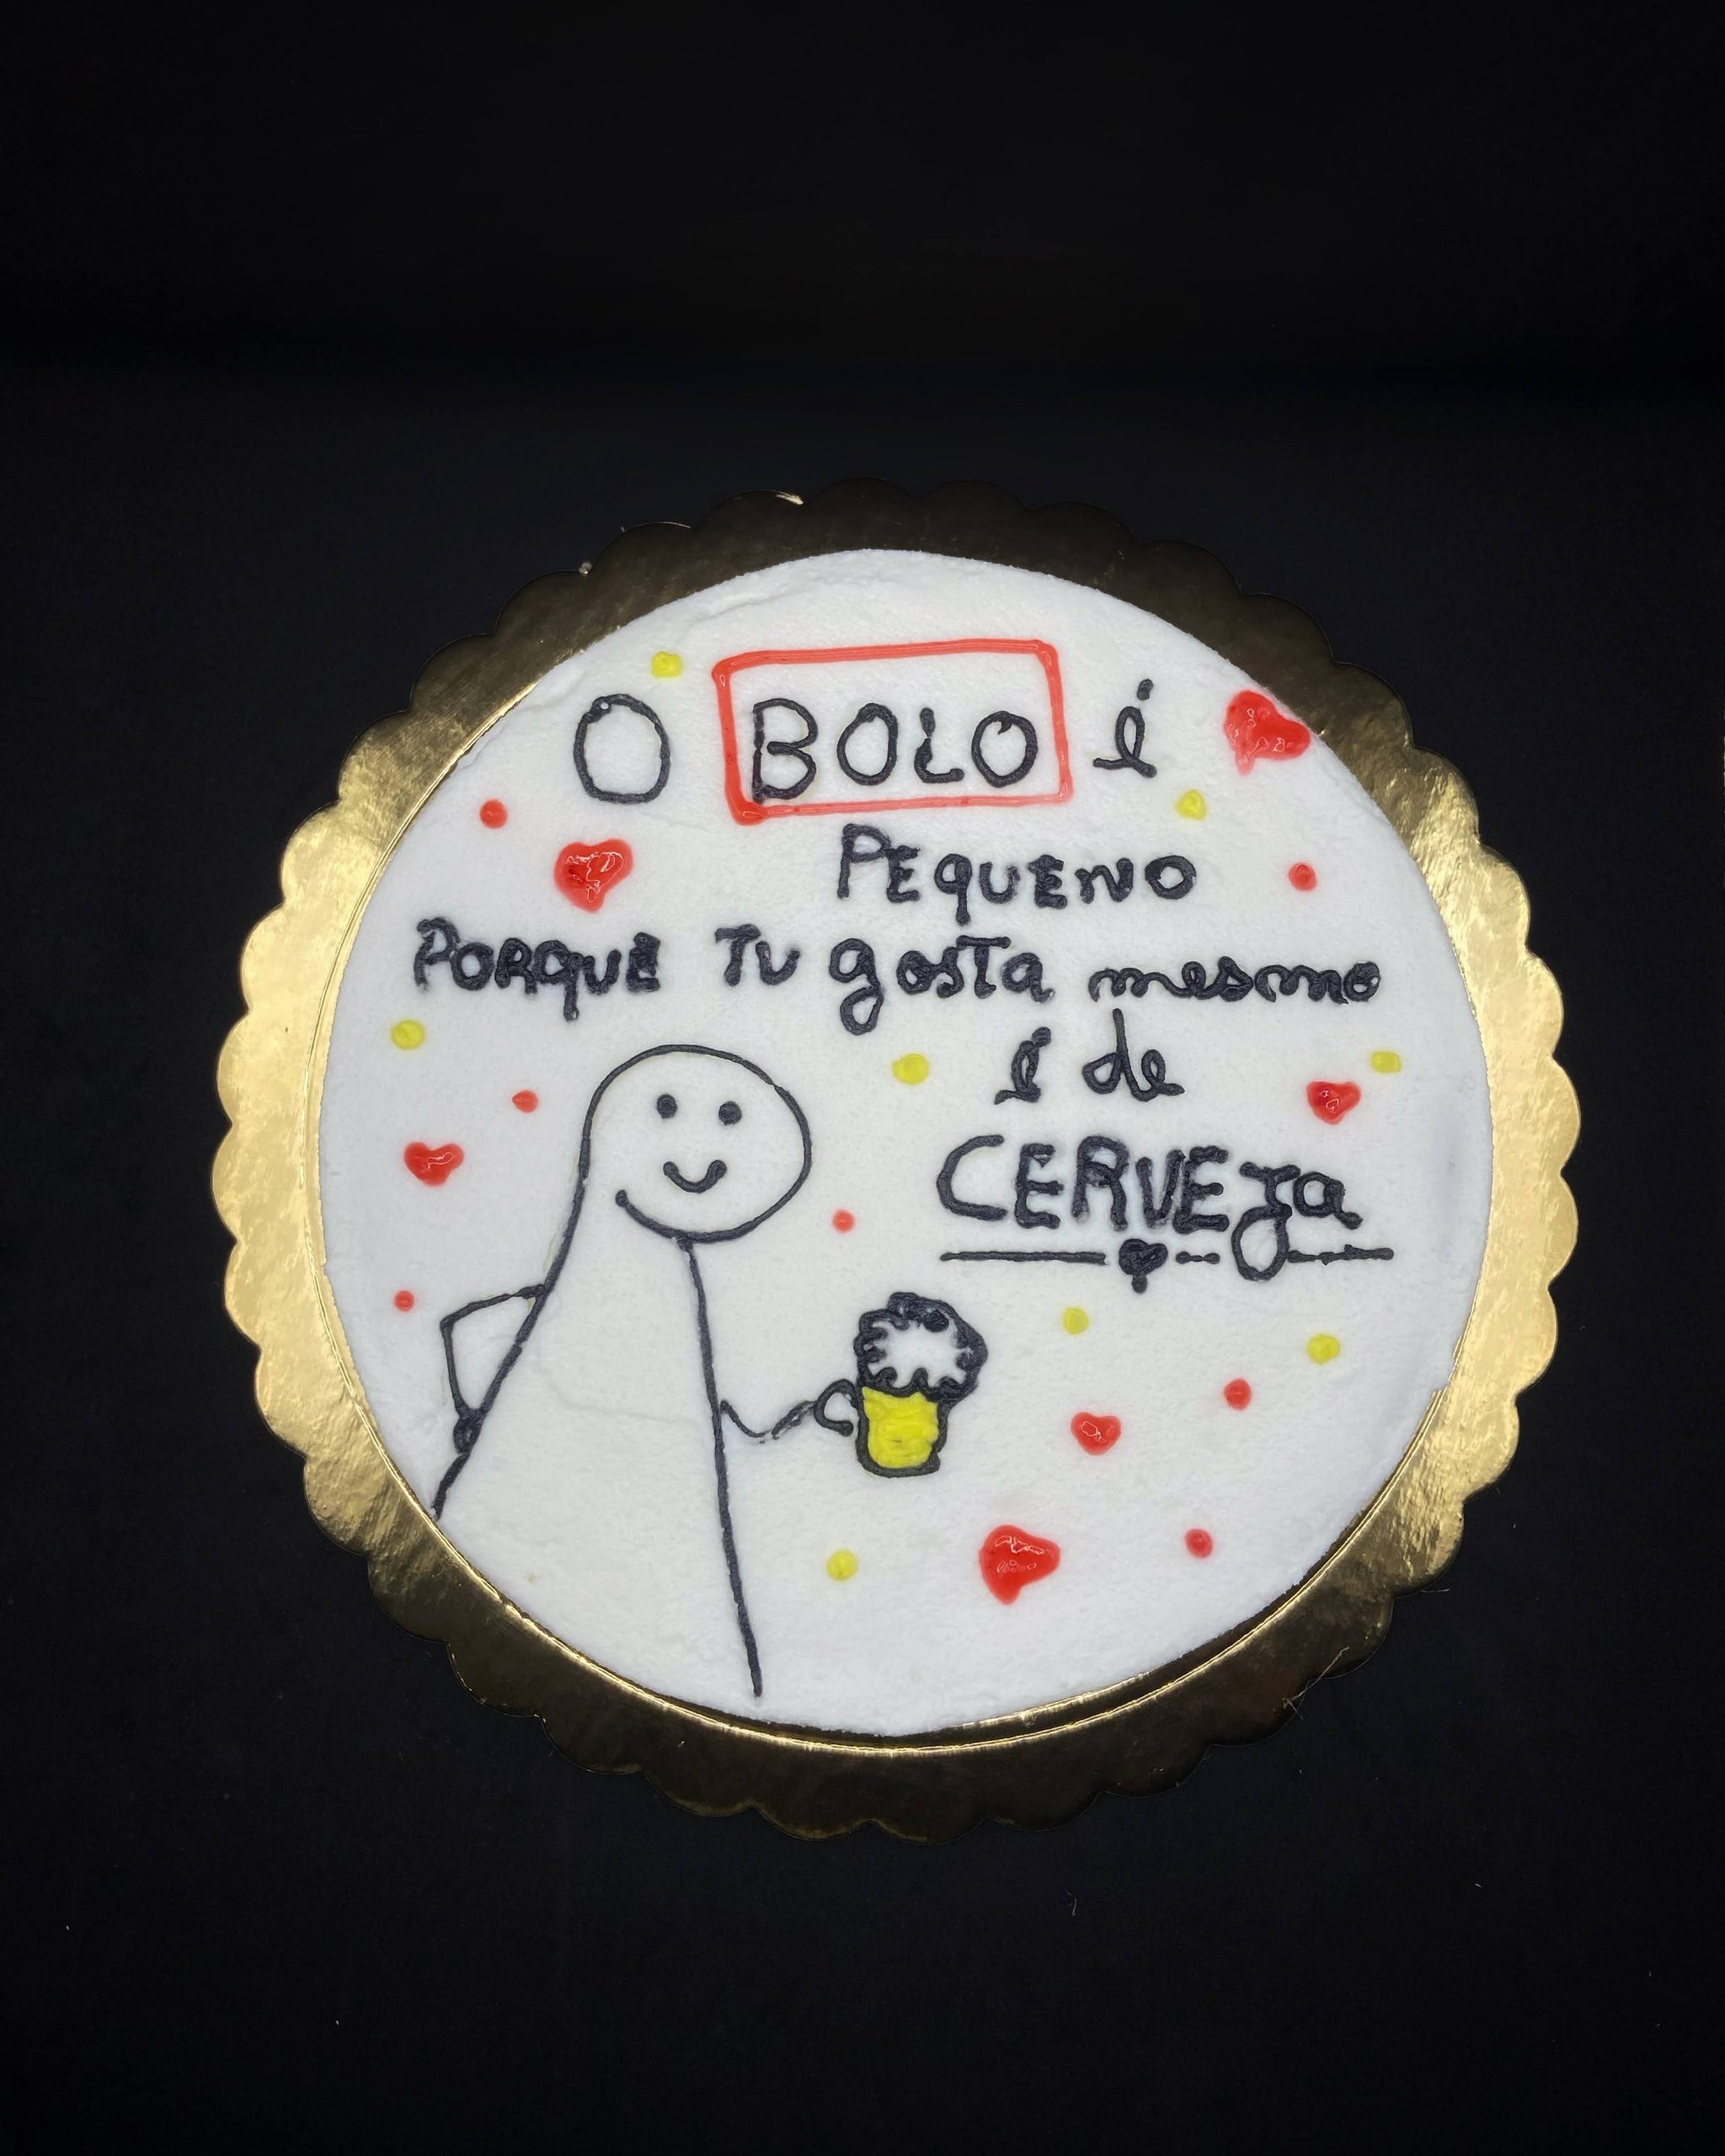 O BOLO é
PEQUENO
PORQUE TU gosTa mesmo
é de
CERVEJa